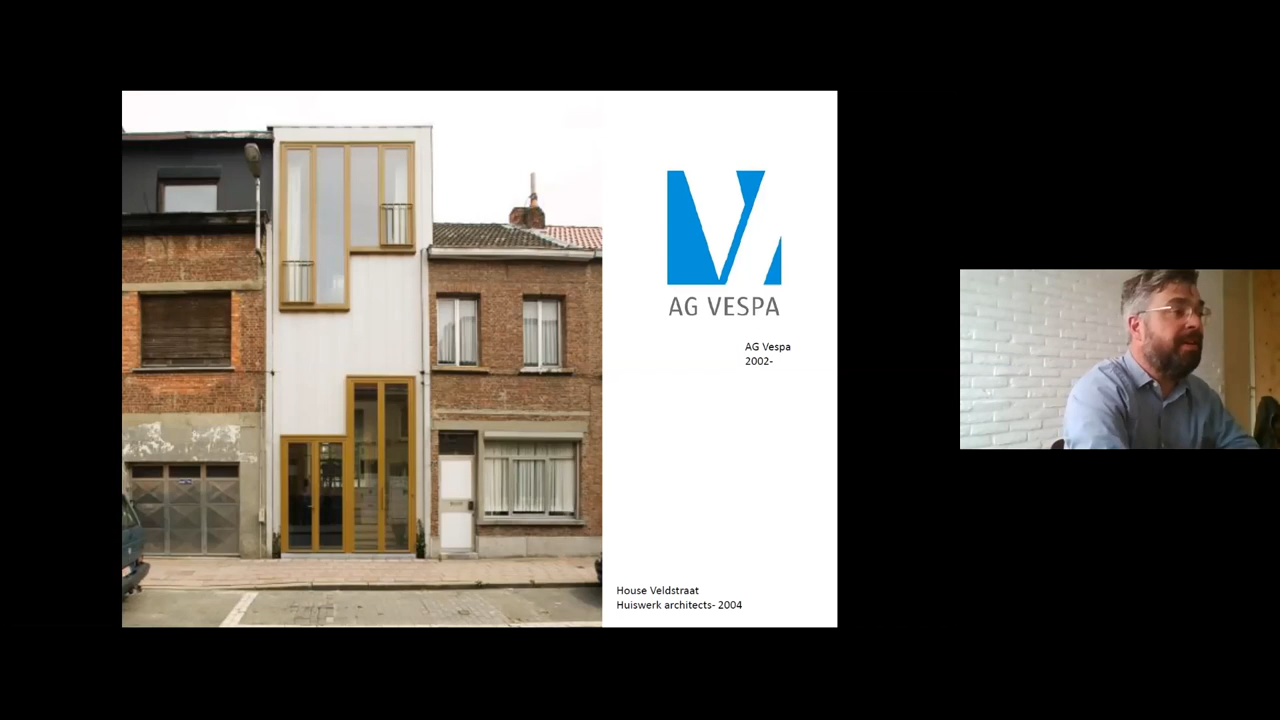 AG VESPA
AG Vespa
2002-
House Veldstraat
Huiswerk architects- 2004